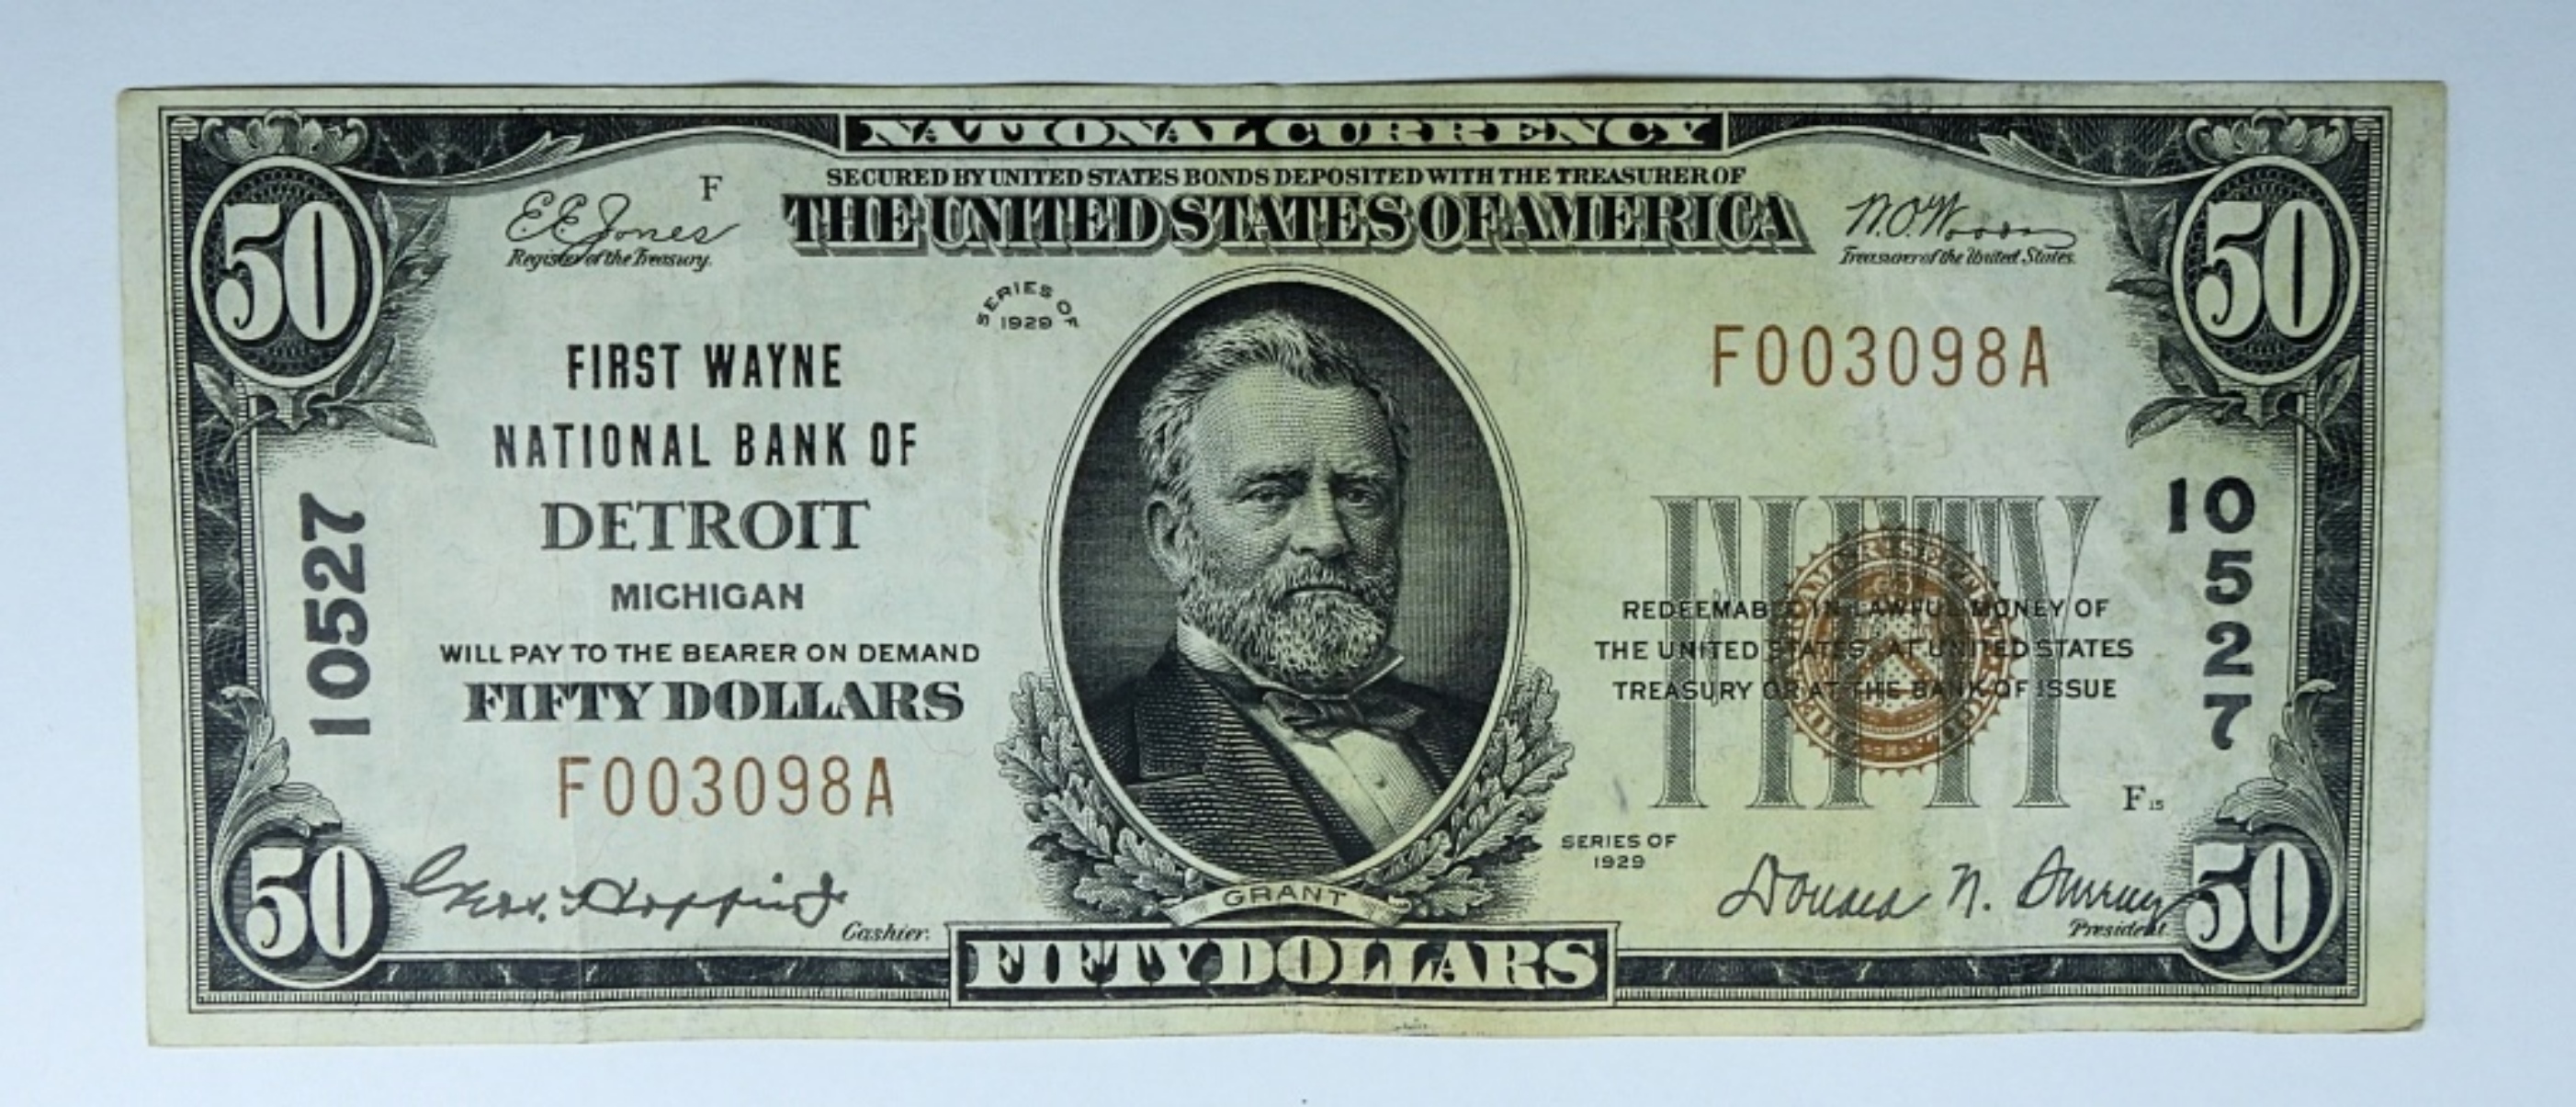 NATIONAL CURRENCY
SECURED BY UNITED STATES BONDS DEPOSITED WITH THE TREASURER OF
THE UNITED STATES OF AMERICA
50
50
F
E.E. Jones
Register of the Treasury.
W.O. Woods
Treasurer of the United States.
SERIES OF
1929
FIRST WAYNE
NATIONAL BANK OF
DETROIT
MICHIGAN
WILL PAY TO THE BEARER ON DEMAND
FIFTY DOLLARS
F003098A
10527
F003098A
FIFTY
REDEEMABLE IN LAWFUL MONEY OF
THE UNITED STATES AT UNITED STATES
TREASURY OR AT THE BANK OF ISSUE
10527
F 15
SERIES OF
1929
50
Cashier.
GRANT
Donald N.
President.
50
FIFTY DOLLARS